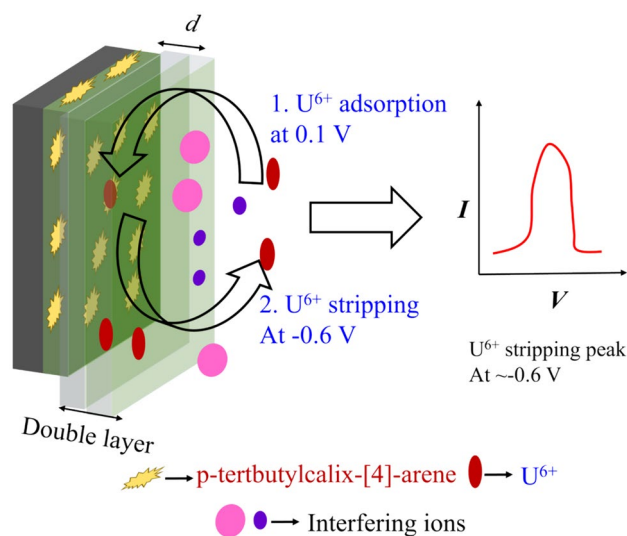 d
1. U⁶⁺ adsorption
at 0.1 V
2. U⁶⁺ stripping
At -0.6 V
I
V
U⁶⁺ stripping peak
At ~-0.6 V
Double layer
p-tertbutylcalix-[4]-arene
U⁶⁺
Interfering ions